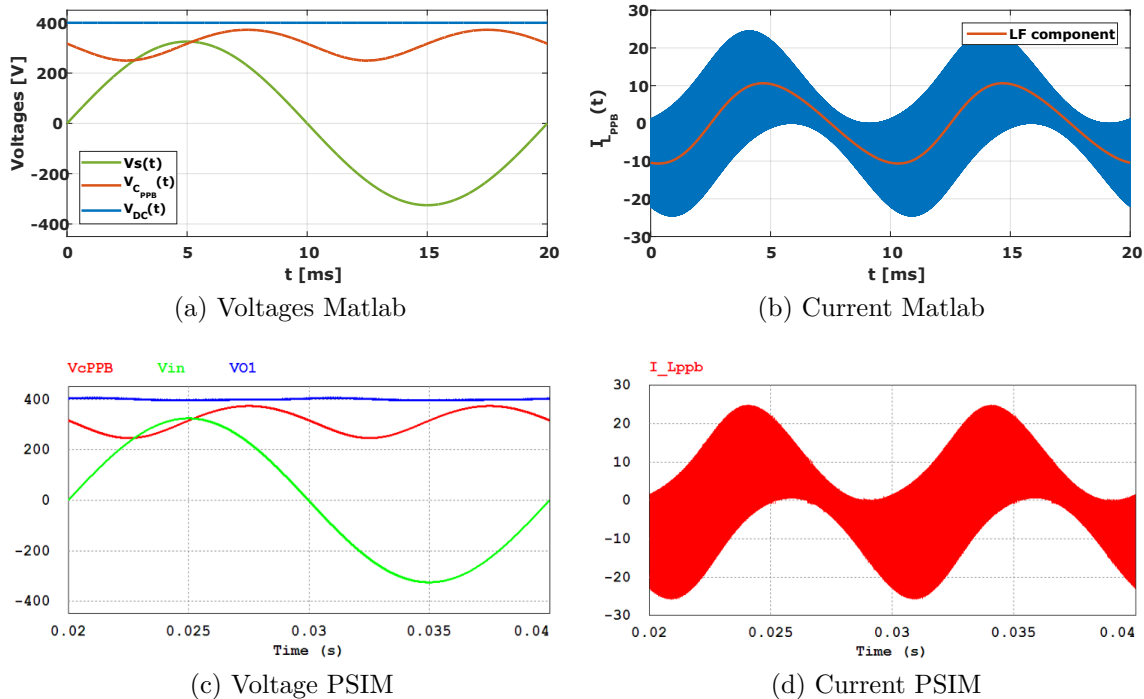 400
200
0
-200
-400
Voltages [V]
Vs(t)
V_C_PPB(t)
V_DC(t)
0
5
10
15
20
t [ms]
(a) Voltages Matlab
30
20
10
0
-10
-20
-30
I_L_PPB(t)
LF component
0
5
10
15
20
t [ms]
(b) Current Matlab
VcPPB Vin VO1
400
200
0
-200
-400
0.02 0.025 0.03 0.035 0.04
Time (s)
(c) Voltage PSIM
I_Lppb
30
20
10
0
-10
-20
-30
0.02 0.025 0.03 0.035 0.04
Time (s)
(d) Current PSIM